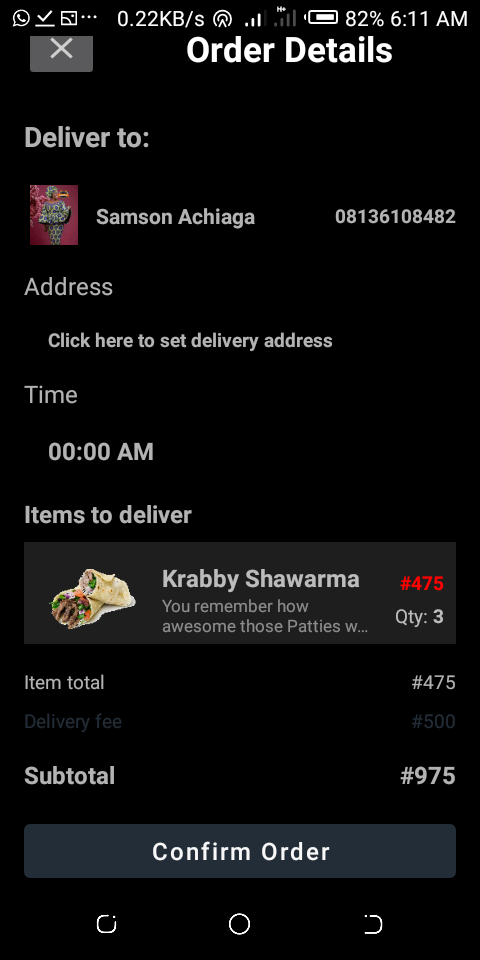 0.22KB/s H+ 82% 6:11 AM
Order Details
Deliver to:
Samson Achiaga 08136108482
Address
Click here to set delivery address
Time
00:00 AM
Items to deliver
Krabby Shawarma #475
You remember how
awesome those Patties w... Qty: 3
Item total #475
Delivery fee #500
Subtotal #975
Confirm Order